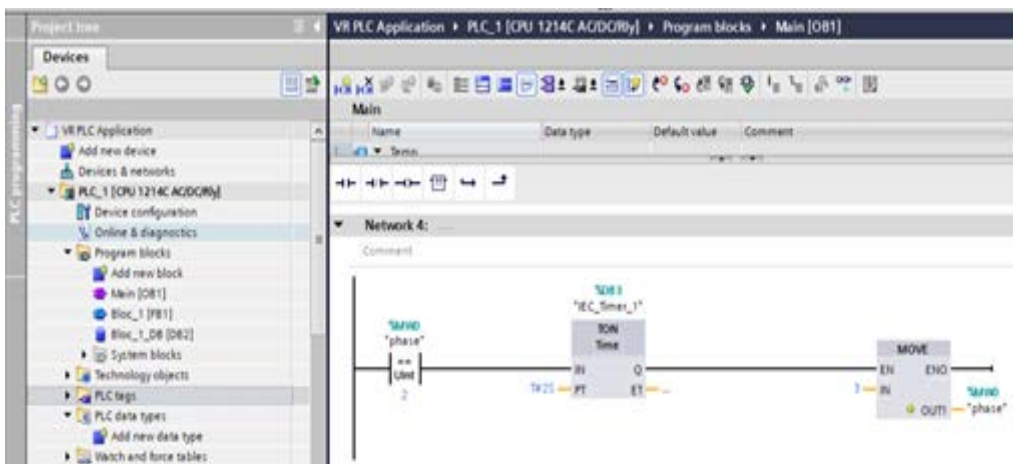 Project tree
VR PLC Application ▸ PLC_1 [CPU 1214C AC/DC/Rly] ▸ Program blocks ▸ Main [OB1]
Devices
PLC programming
Main
Name Data type Default value Comment
Temp
VR PLC Application
Add new device
Devices & networks
PLC_1 [CPU 1214C AC/DC/Rly]
Device configuration
Online & diagnostics
Program blocks
Add new block
Main [OB1]
Bloc_1 [FB1]
Bloc_1_DB [DB2]
System blocks
Technology objects
PLC tags
PLC data types
Add new data type
Watch and force tables
Network 4: .....
Comment
%DB3
"IEC_Timer_1"
TON
Time
IN Q
T#2S PT ET ...
%MW0
"phase"
==
UInt
2
MOVE
EN ENO
3 IN
OUT1
%MW0
"phase"